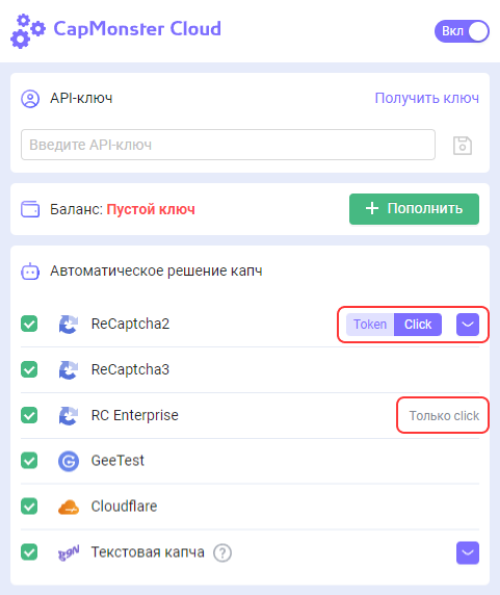 CapMonster Cloud
Вкл
API-ключ
Получить ключ
Введите API-ключ
Баланс: Пустой ключ
+ Пополнить
Автоматическое решение капч
ReCaptcha2
Token Click
ReCaptcha3
RC Enterprise
Только click
GeeTest
Cloudflare
Текстовая капча ?